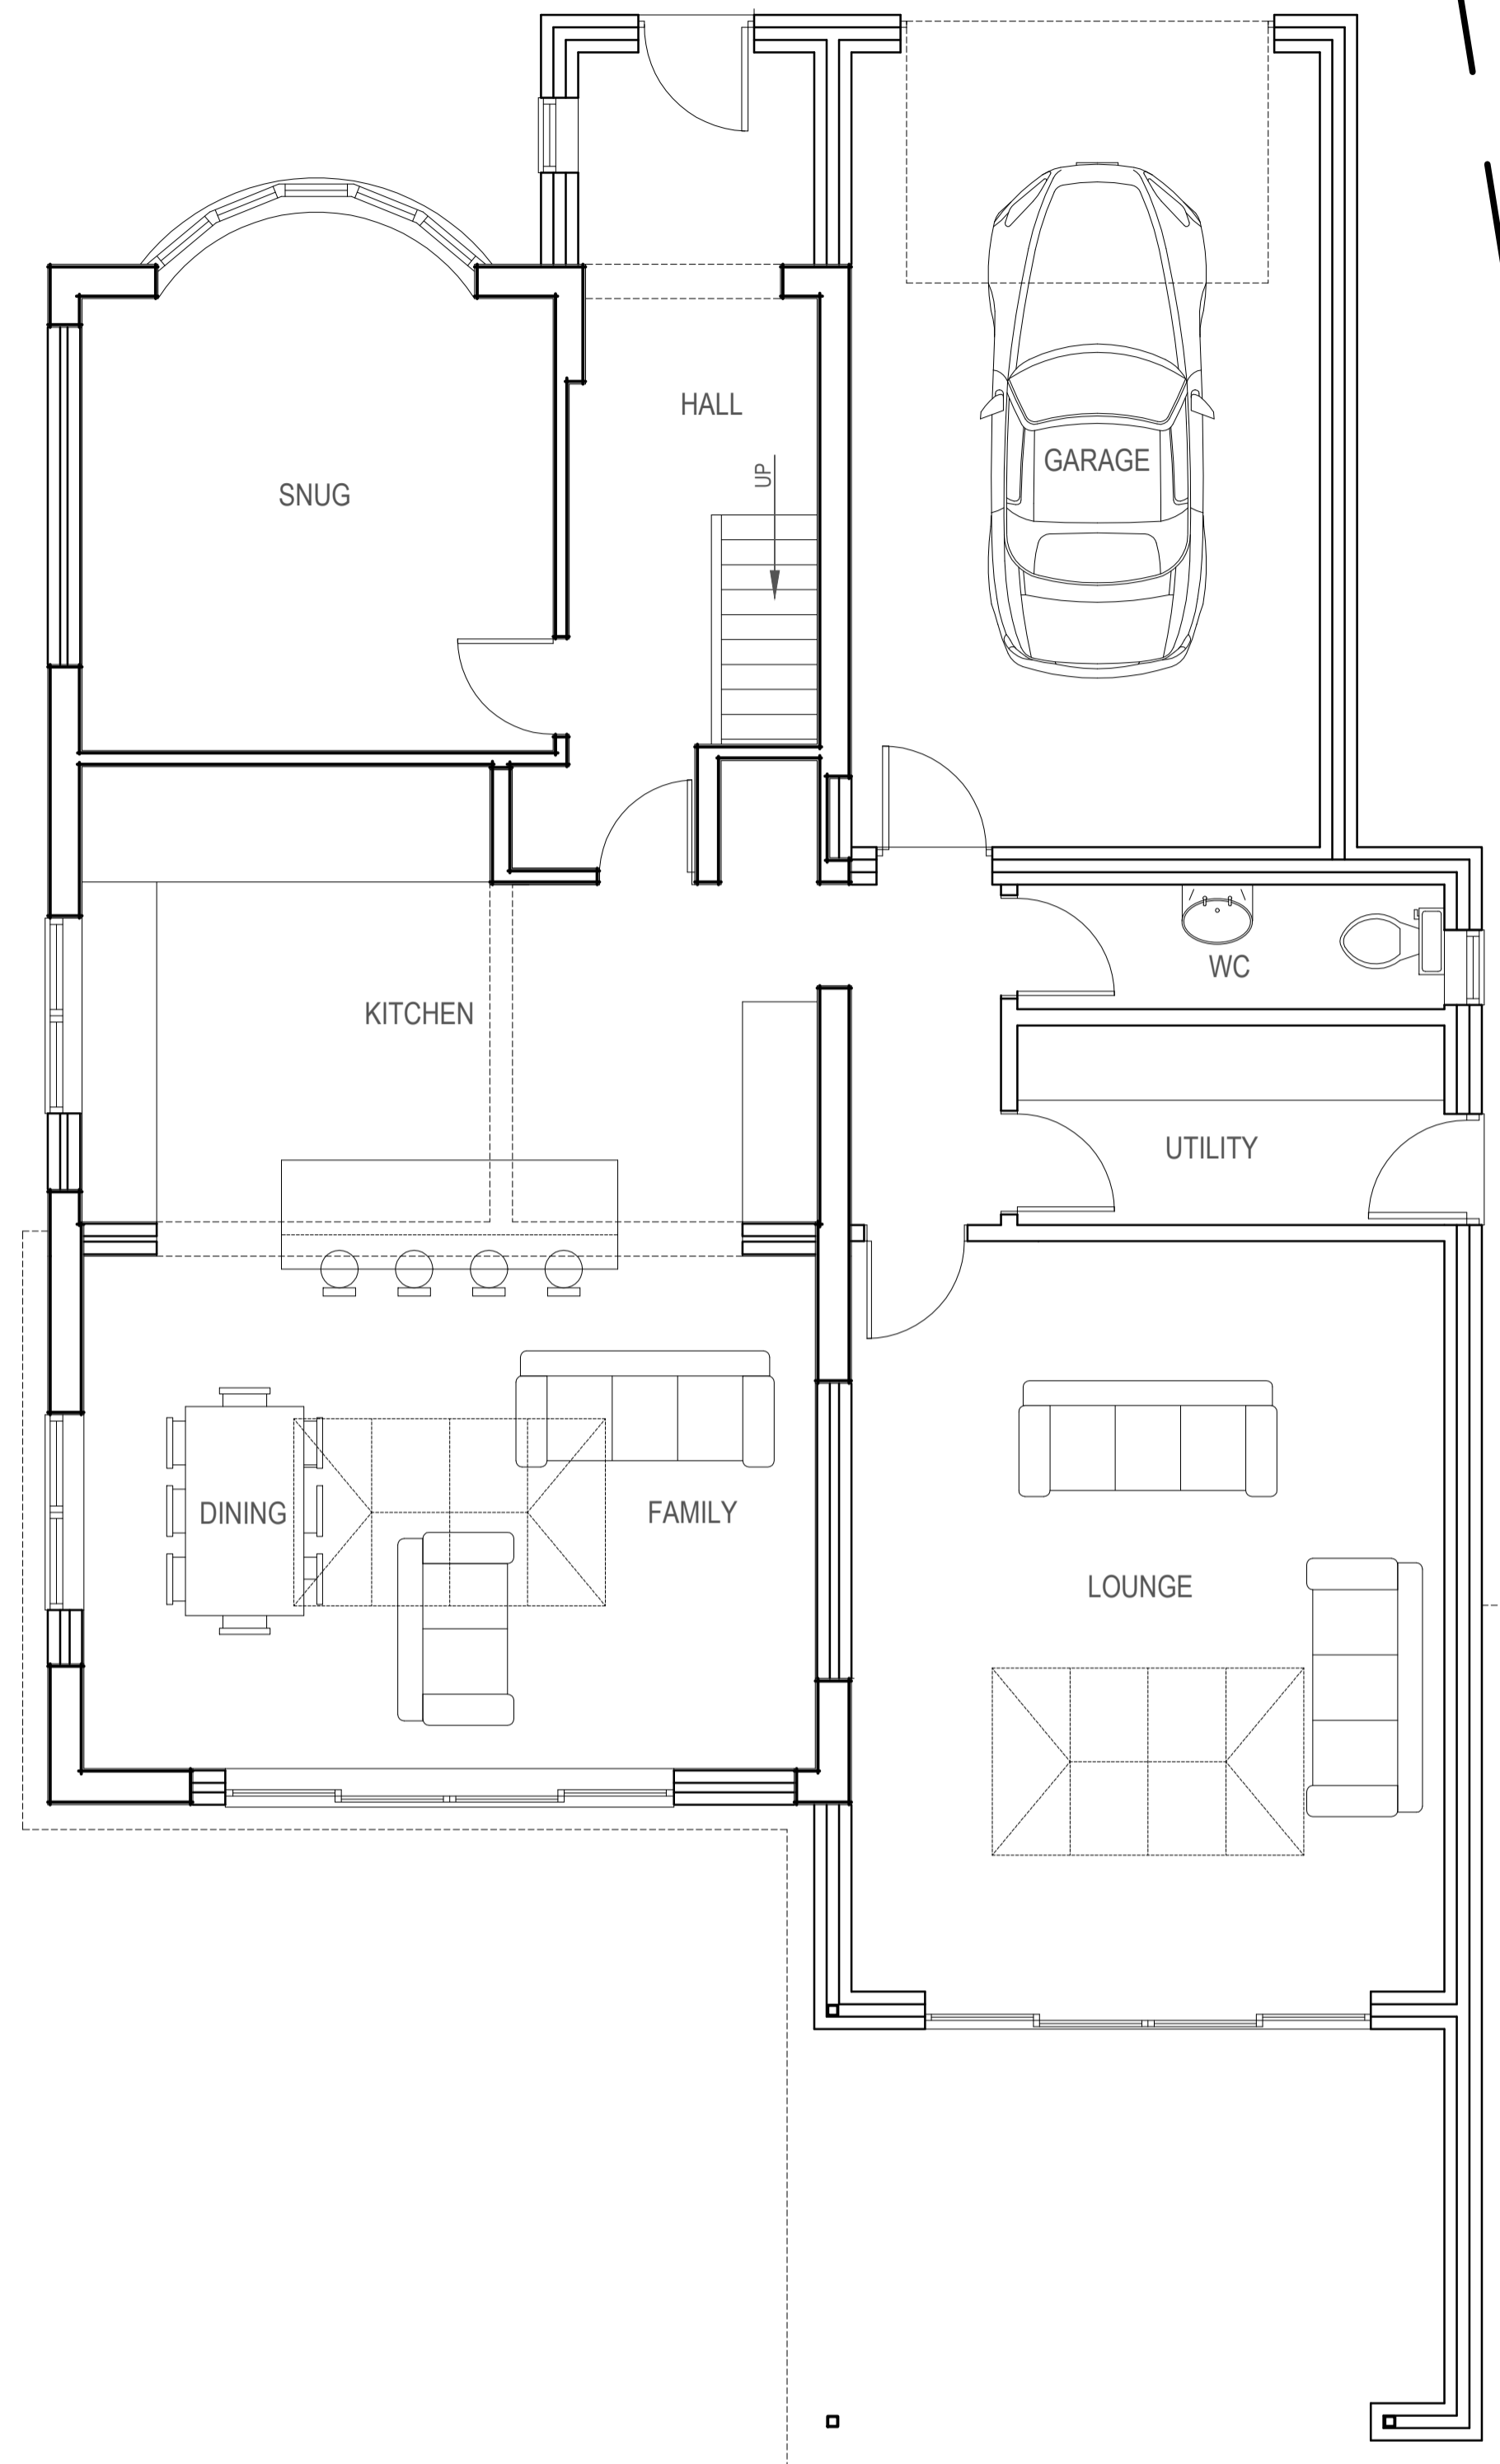 HALL
GARAGE
UP
SNUG
WC
KITCHEN
UTILITY
DINING
FAMILY
LOUNGE